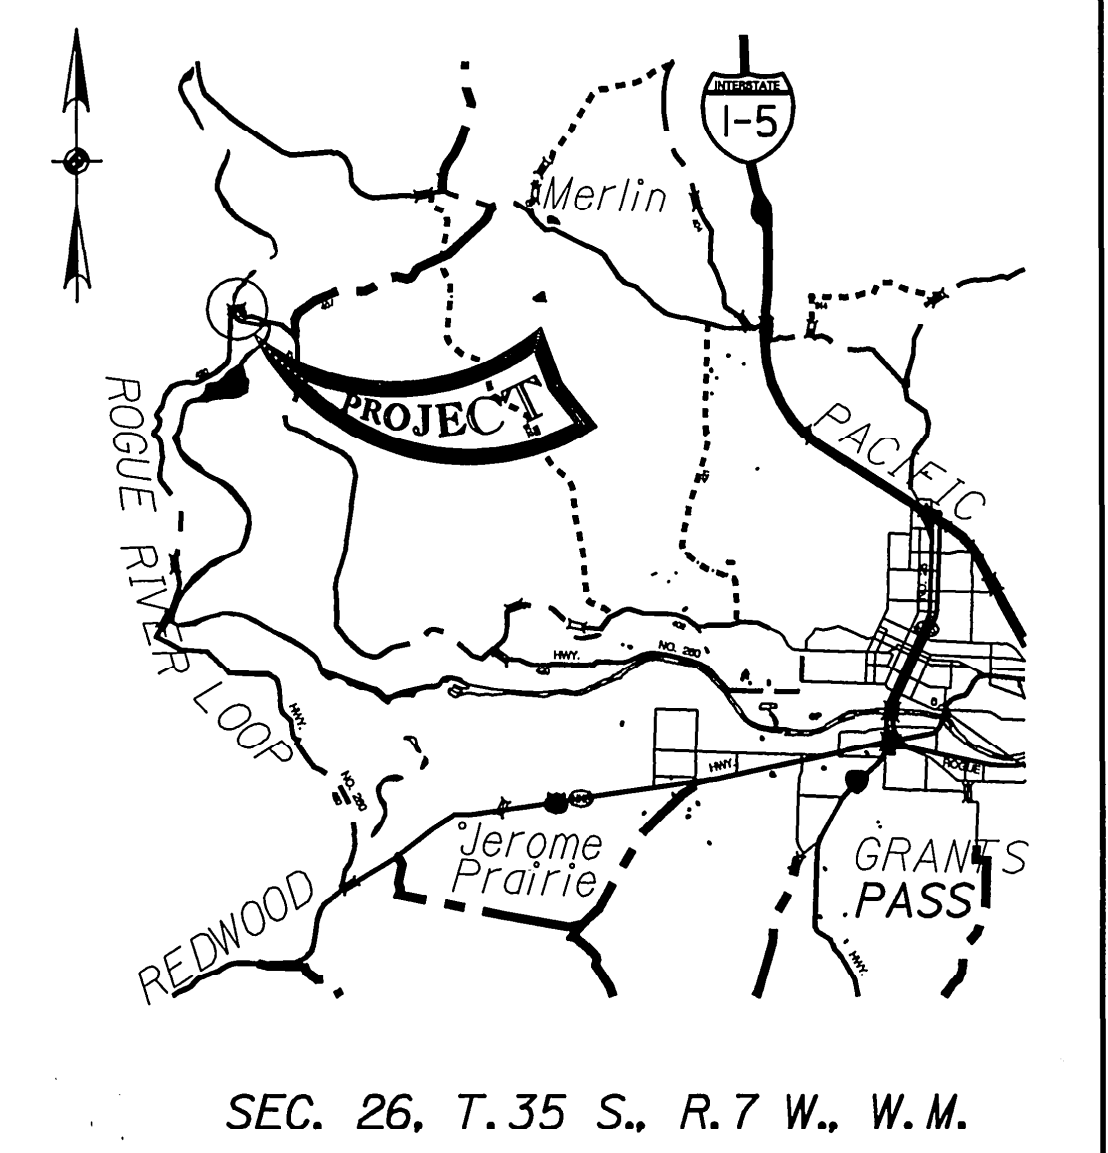 INTERSTATE
I-5
Merlin
PACIFIC
PROJECT
ROGUE RIVER LOOP
HWY.
NO. 260
HWY.
NO. 260
HWY.
ROGUE
Jerome
Prairie
GRANTS
PASS
HWY.
REDWOOD
SEC. 26, T.35 S., R.7 W., W.M.